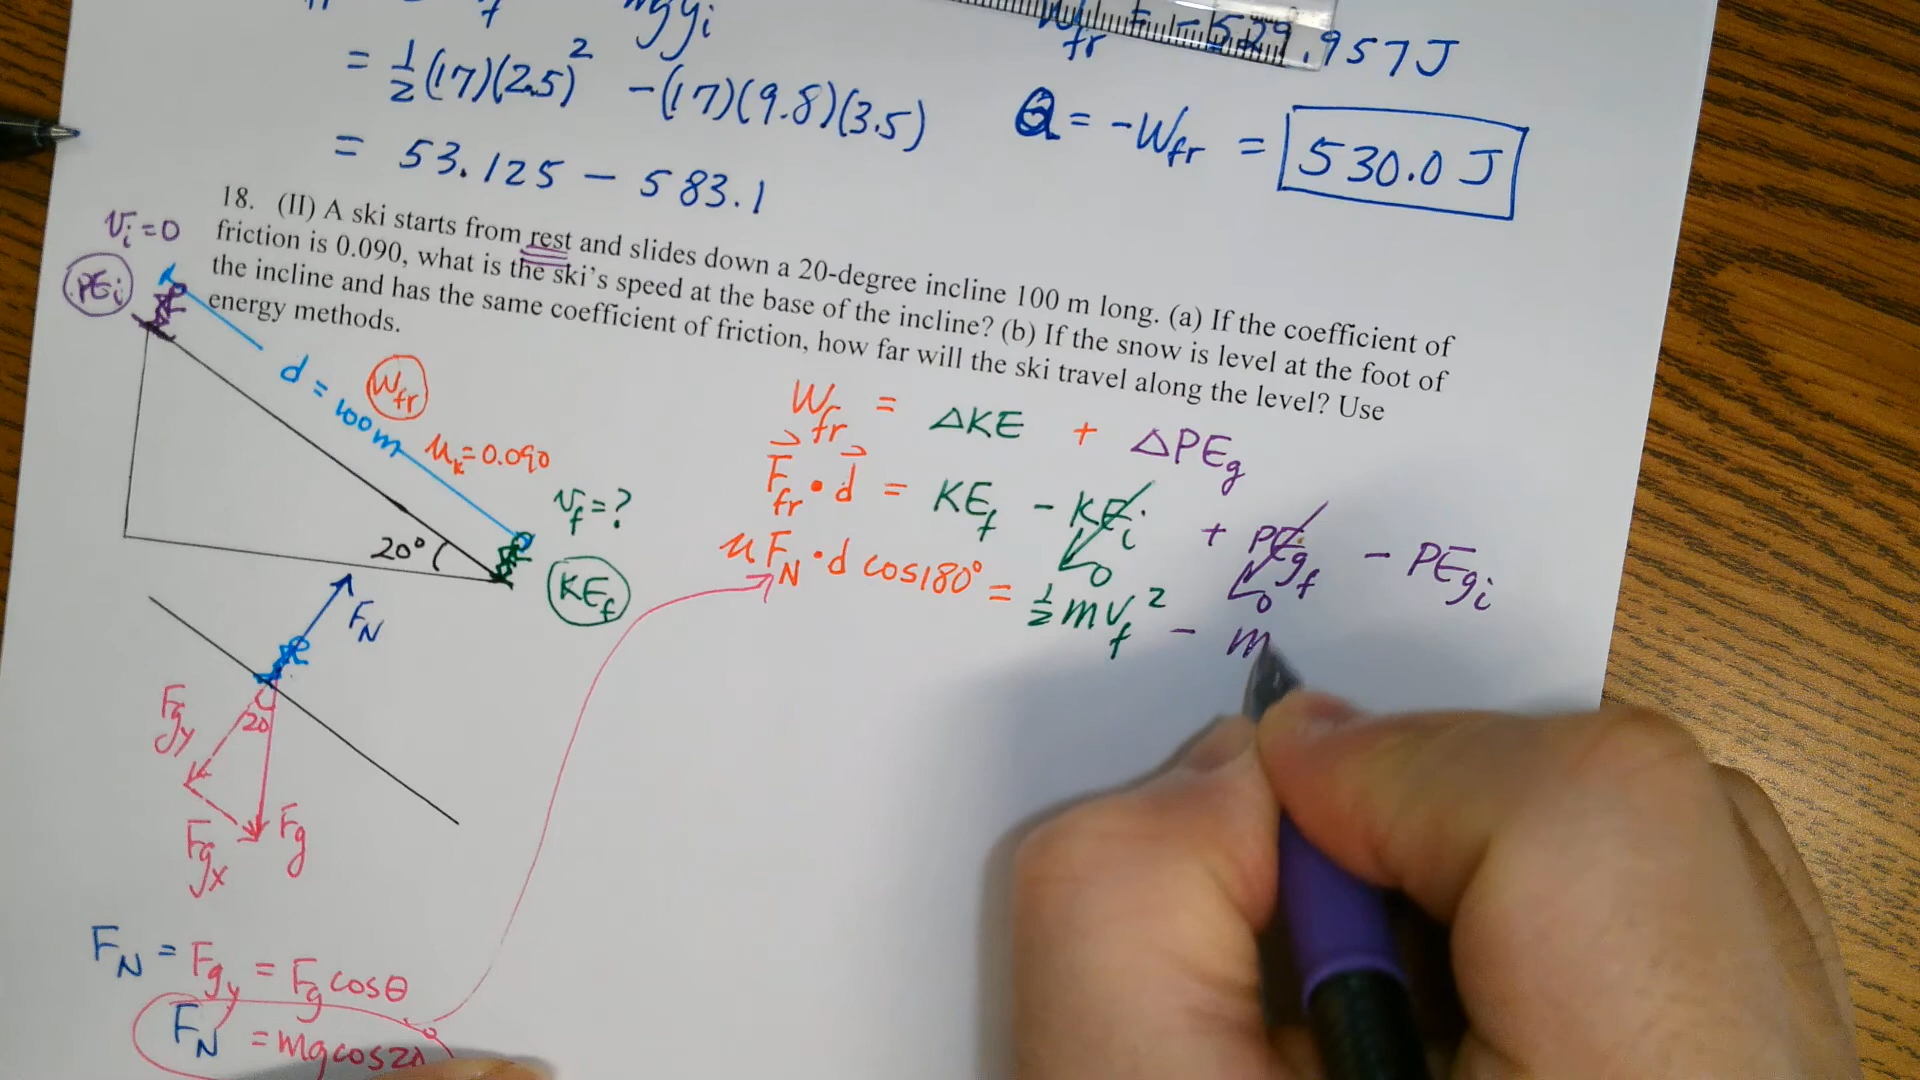 mgyi
= 1/2 (17)(2.5)² – (17)(9.8)(3.5)
= 53.125 – 583.1
Wfr = –529.957J
Q = –Wfr = 530.0 J
18. (II) A ski starts from rest and slides down a 20-degree incline 100 m long. (a) If the coefficient of
friction is 0.090, what is the ski's speed at the base of the incline? (b) If the snow is level at the foot of
the incline and has the same coefficient of friction, how far will the ski travel along the level? Use
energy methods.
vi = 0
PEi
d = 100m
Wfr
μk = 0.090
vf = ?
20°
KEf
FN
Fgy
20
Fgx
Fg
FN = Fgy = Fg cosθ
FN = mg cos20
Wfr = ΔKE + ΔPEg
Ffr • d = KEf – KEi + PEgf – PEgi
0
0
μFN • d cos180° = 1/2 mvf² – m